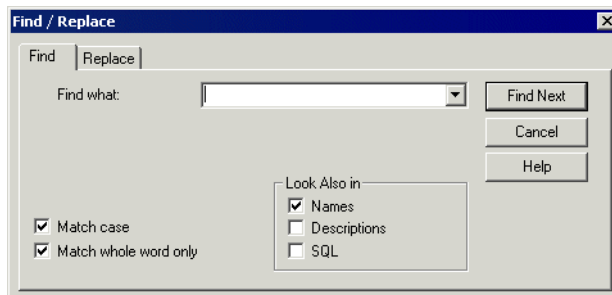 Find / Replace
Find Replace
Find what:
Find Next
Cancel
Help
Look Also in
Names
Match case
Descriptions
Match whole word only
SQL